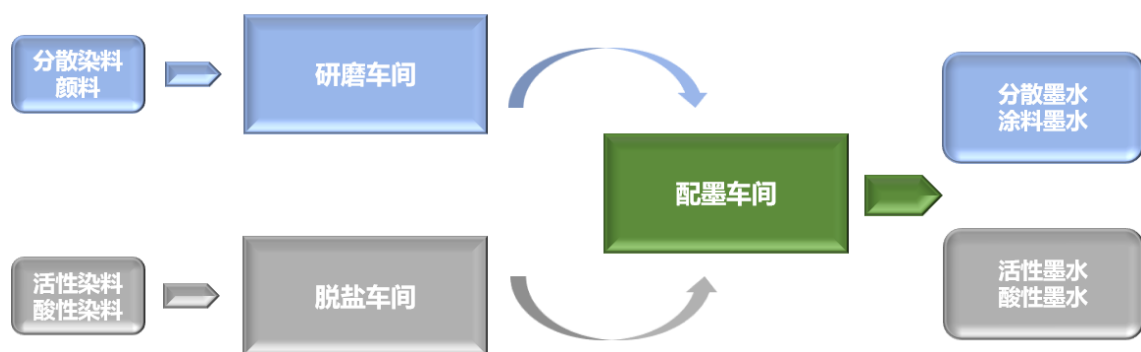 分散染料
颜料
研磨车间
分散墨水
涂料墨水
配墨车间
活性染料
酸性染料
脱盐车间
活性墨水
酸性墨水